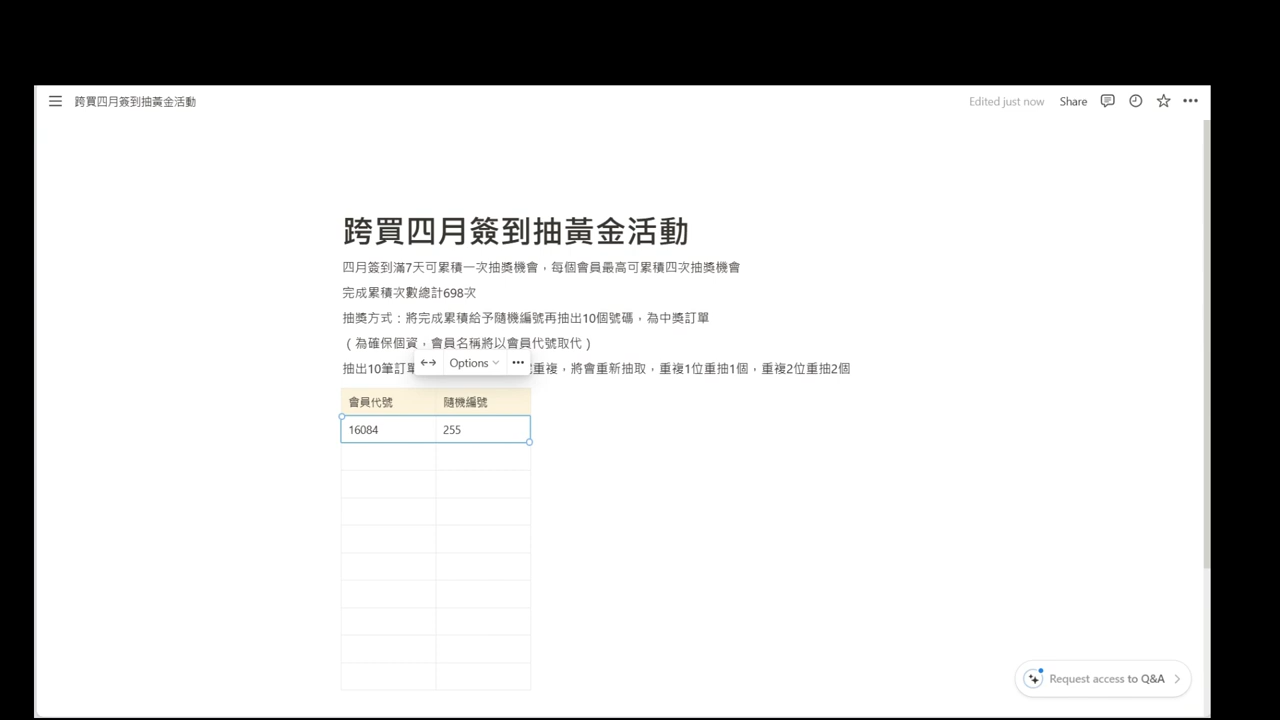 跨買四月簽到抽黃金活動
Edited just now
Share
跨買四月簽到抽黃金活動
四月簽到滿7天可累積一次抽獎機會，每個會員最高可累積四次抽獎機會
完成累積次數總計698次
抽獎方式：將完成累積給予隨機編號再抽出10個號碼，為中獎訂單
（為確保個資，會員名稱將以會員代號取代）
Options
抽出10筆訂單 重複，將會重新抽取，重複1位重抽1個，重複2位重抽2個
會員代號 隨機編號
16084 255
Request access to Q&A